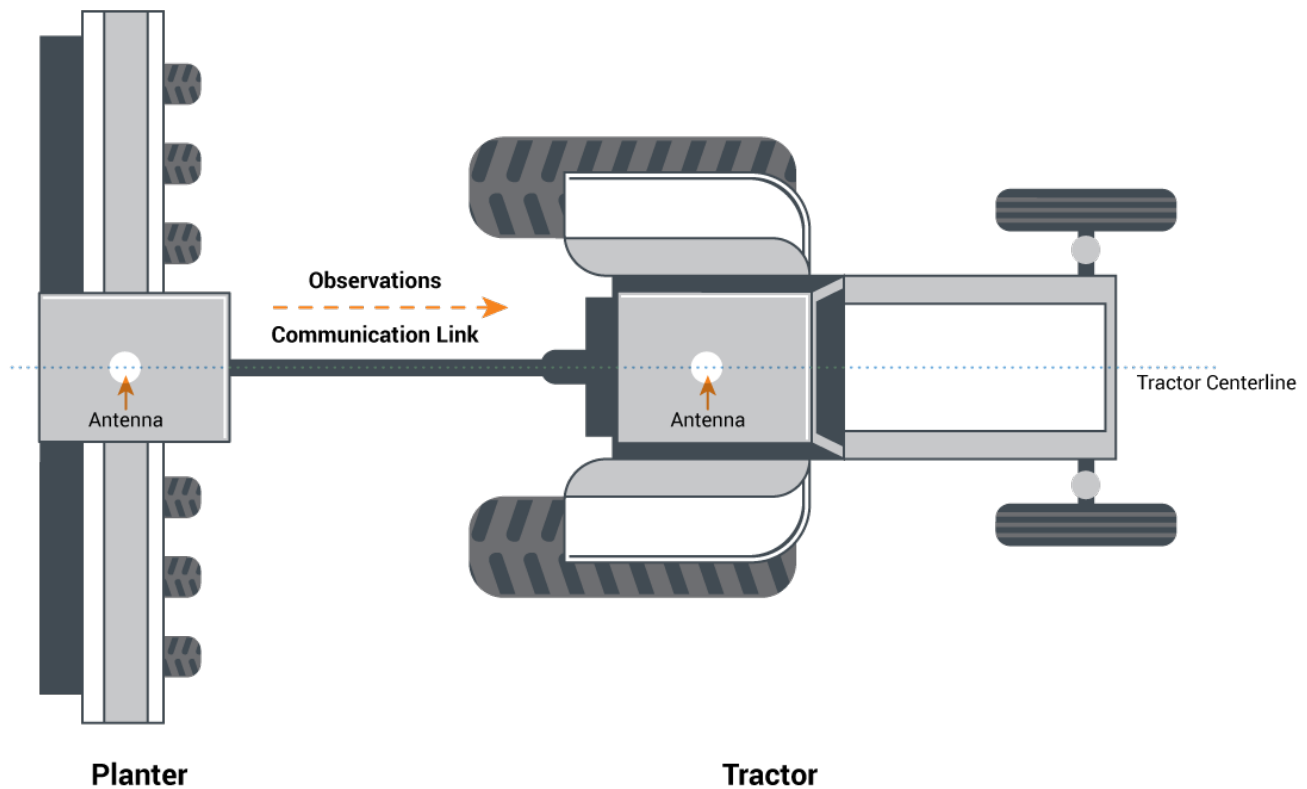 Observations
Communication Link
Tractor Centerline
Antenna
Antenna
Planter
Tractor